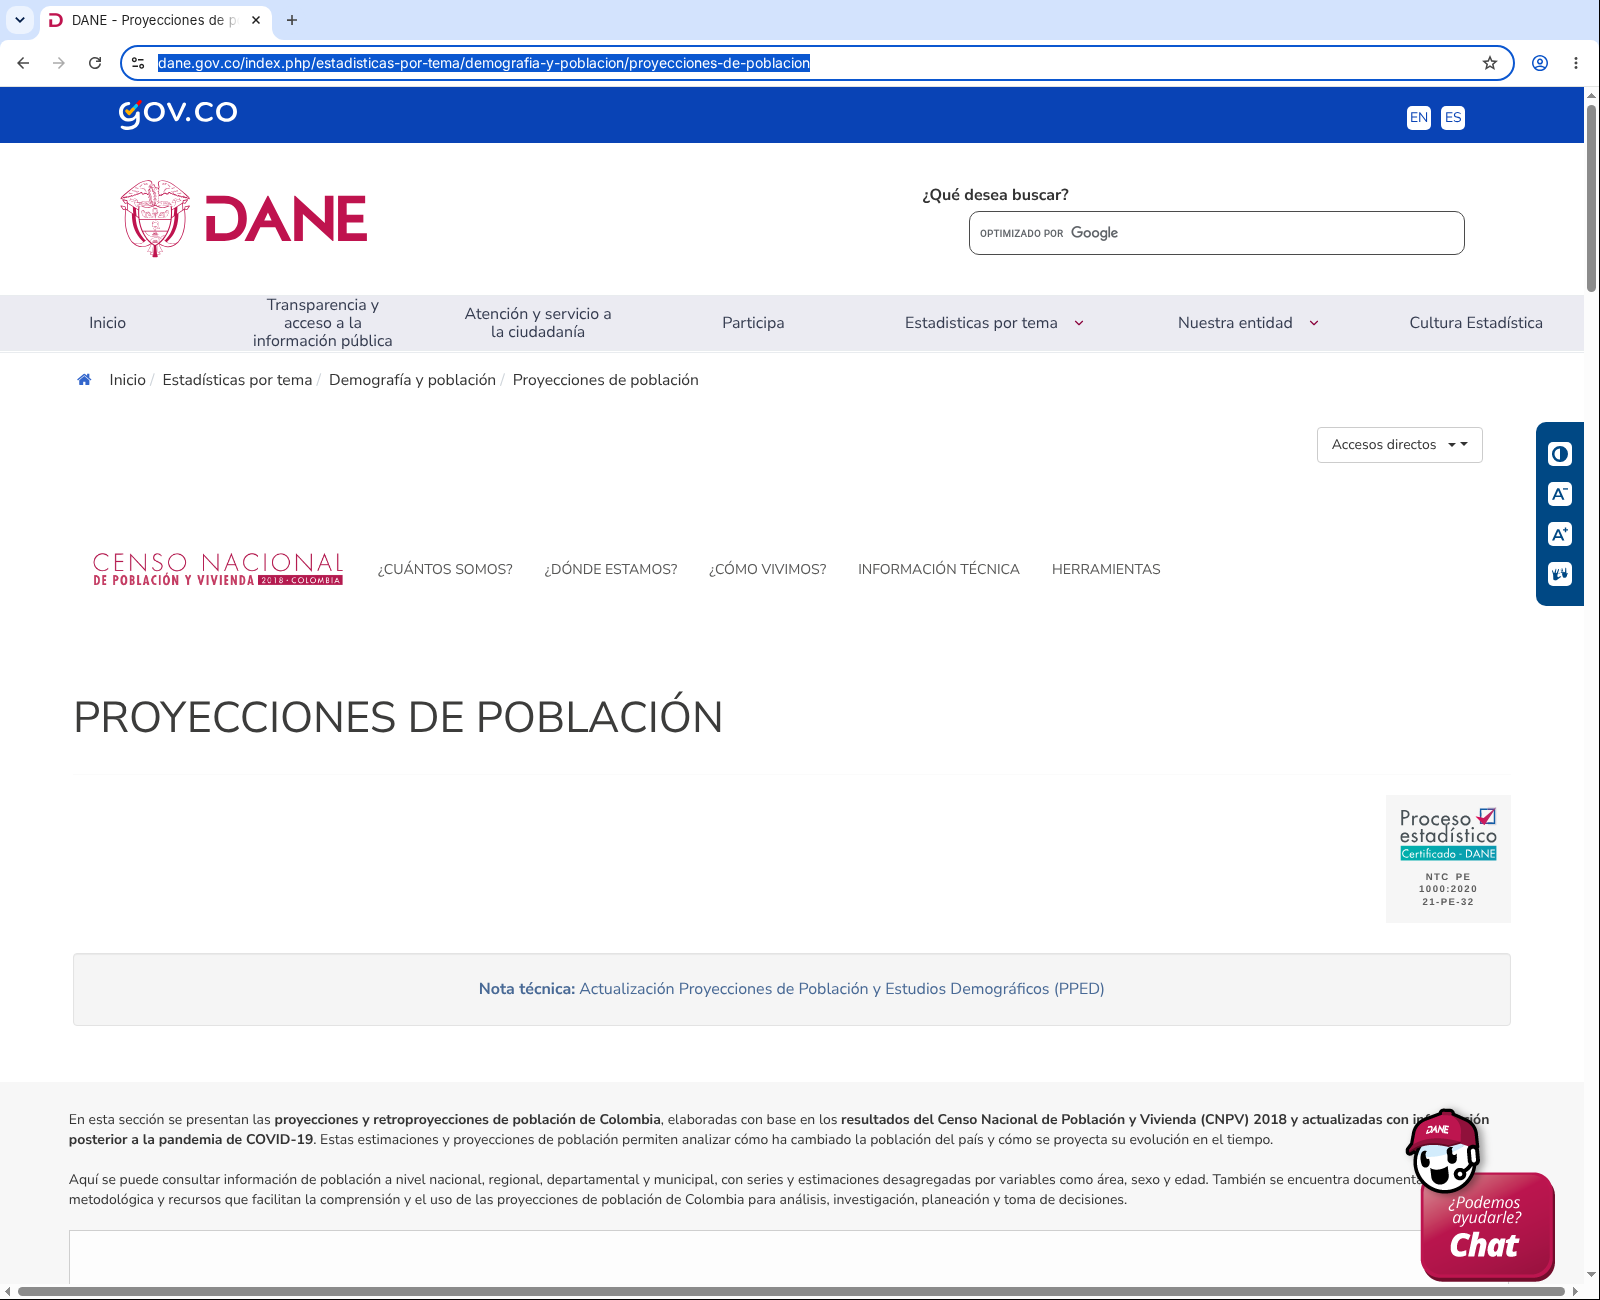 DANE - Proyecciones de p
dane.gov.co/index.php/estadisticas-por-tema/demografia-y-poblacion/proyecciones-de-poblacion
GOV.CO
EN ES
DANE
¿Qué desea buscar?
OPTIMIZADO POR Google
Inicio
Transparencia y
acceso a la
información pública
Atención y servicio a
la ciudadanía
Participa
Estadisticas por tema
Nuestra entidad
Cultura Estadística
Inicio / Estadísticas por tema / Demografía y población / Proyecciones de población
Accesos directos
A-
A+
CENSO NACIONAL
DE POBLACIÓN Y VIVIENDA 2018 · COLOMBIA
¿CUÁNTOS SOMOS? ¿DÓNDE ESTAMOS? ¿CÓMO VIVIMOS? INFORMACIÓN TÉCNICA HERRAMIENTAS
PROYECCIONES DE POBLACIÓN
Proceso
estadístico
Certificado - DANE
NTC PE
1000:2020
21-PE-32
Nota técnica: Actualización Proyecciones de Población y Estudios Demográficos (PPED)
En esta sección se presentan las proyecciones y retroproyecciones de población de Colombia, elaboradas con base en los resultados del Censo Nacional de Población y Vivienda (CNPV) 2018 y actualizadas con
posterior a la pandemia de COVID-19. Estas estimaciones y proyecciones de población permiten analizar cómo ha cambiado la población del país y cómo se proyecta su evolución en el tiempo.
Aquí se puede consultar información de población a nivel nacional, regional, departamental y municipal, con series y estimaciones desagregadas por variables como área, sexo y edad. También se encuentra
metodológica y recursos que facilitan la comprensión y el uso de las proyecciones de población de Colombia para análisis, investigación, planeación y toma de decisiones.
DANE
¿Podemos
ayudarle?
Chat